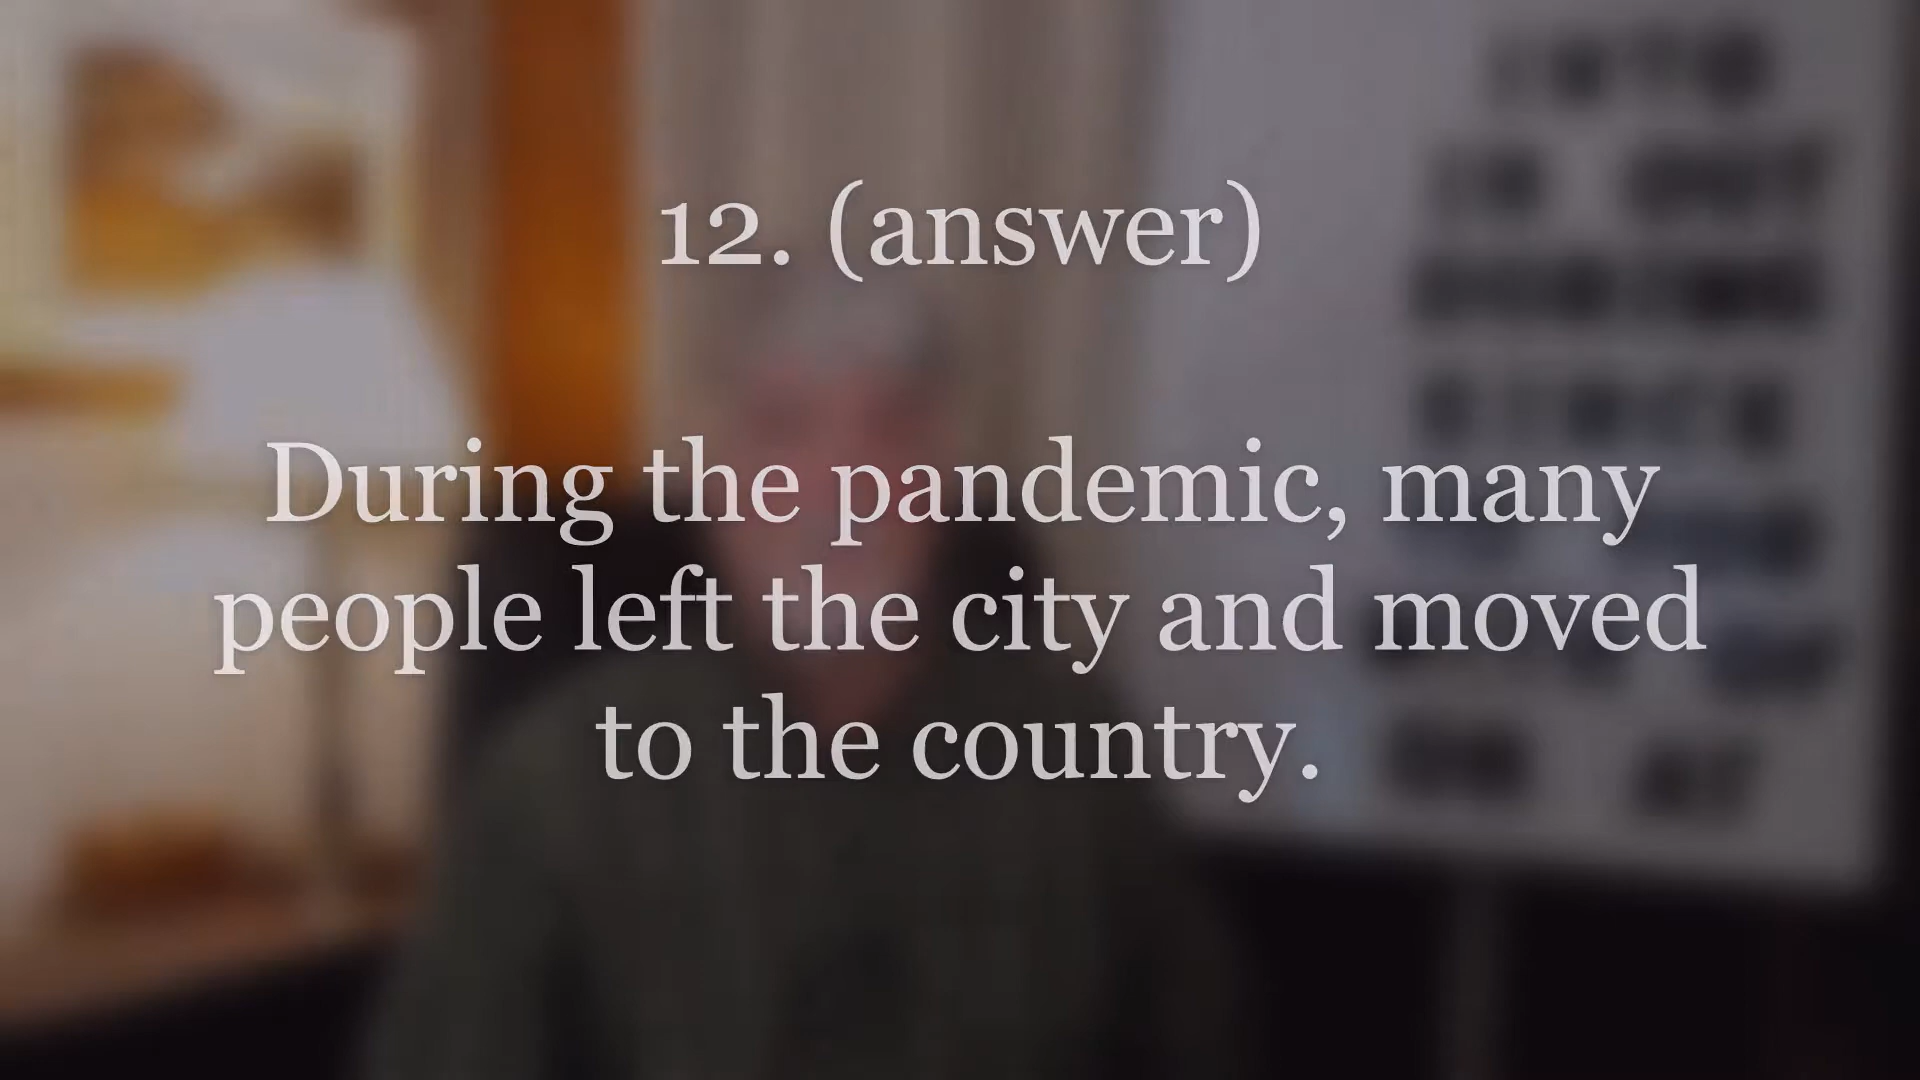 12. (answer)
During the pandemic, many
people left the city and moved
to the country.